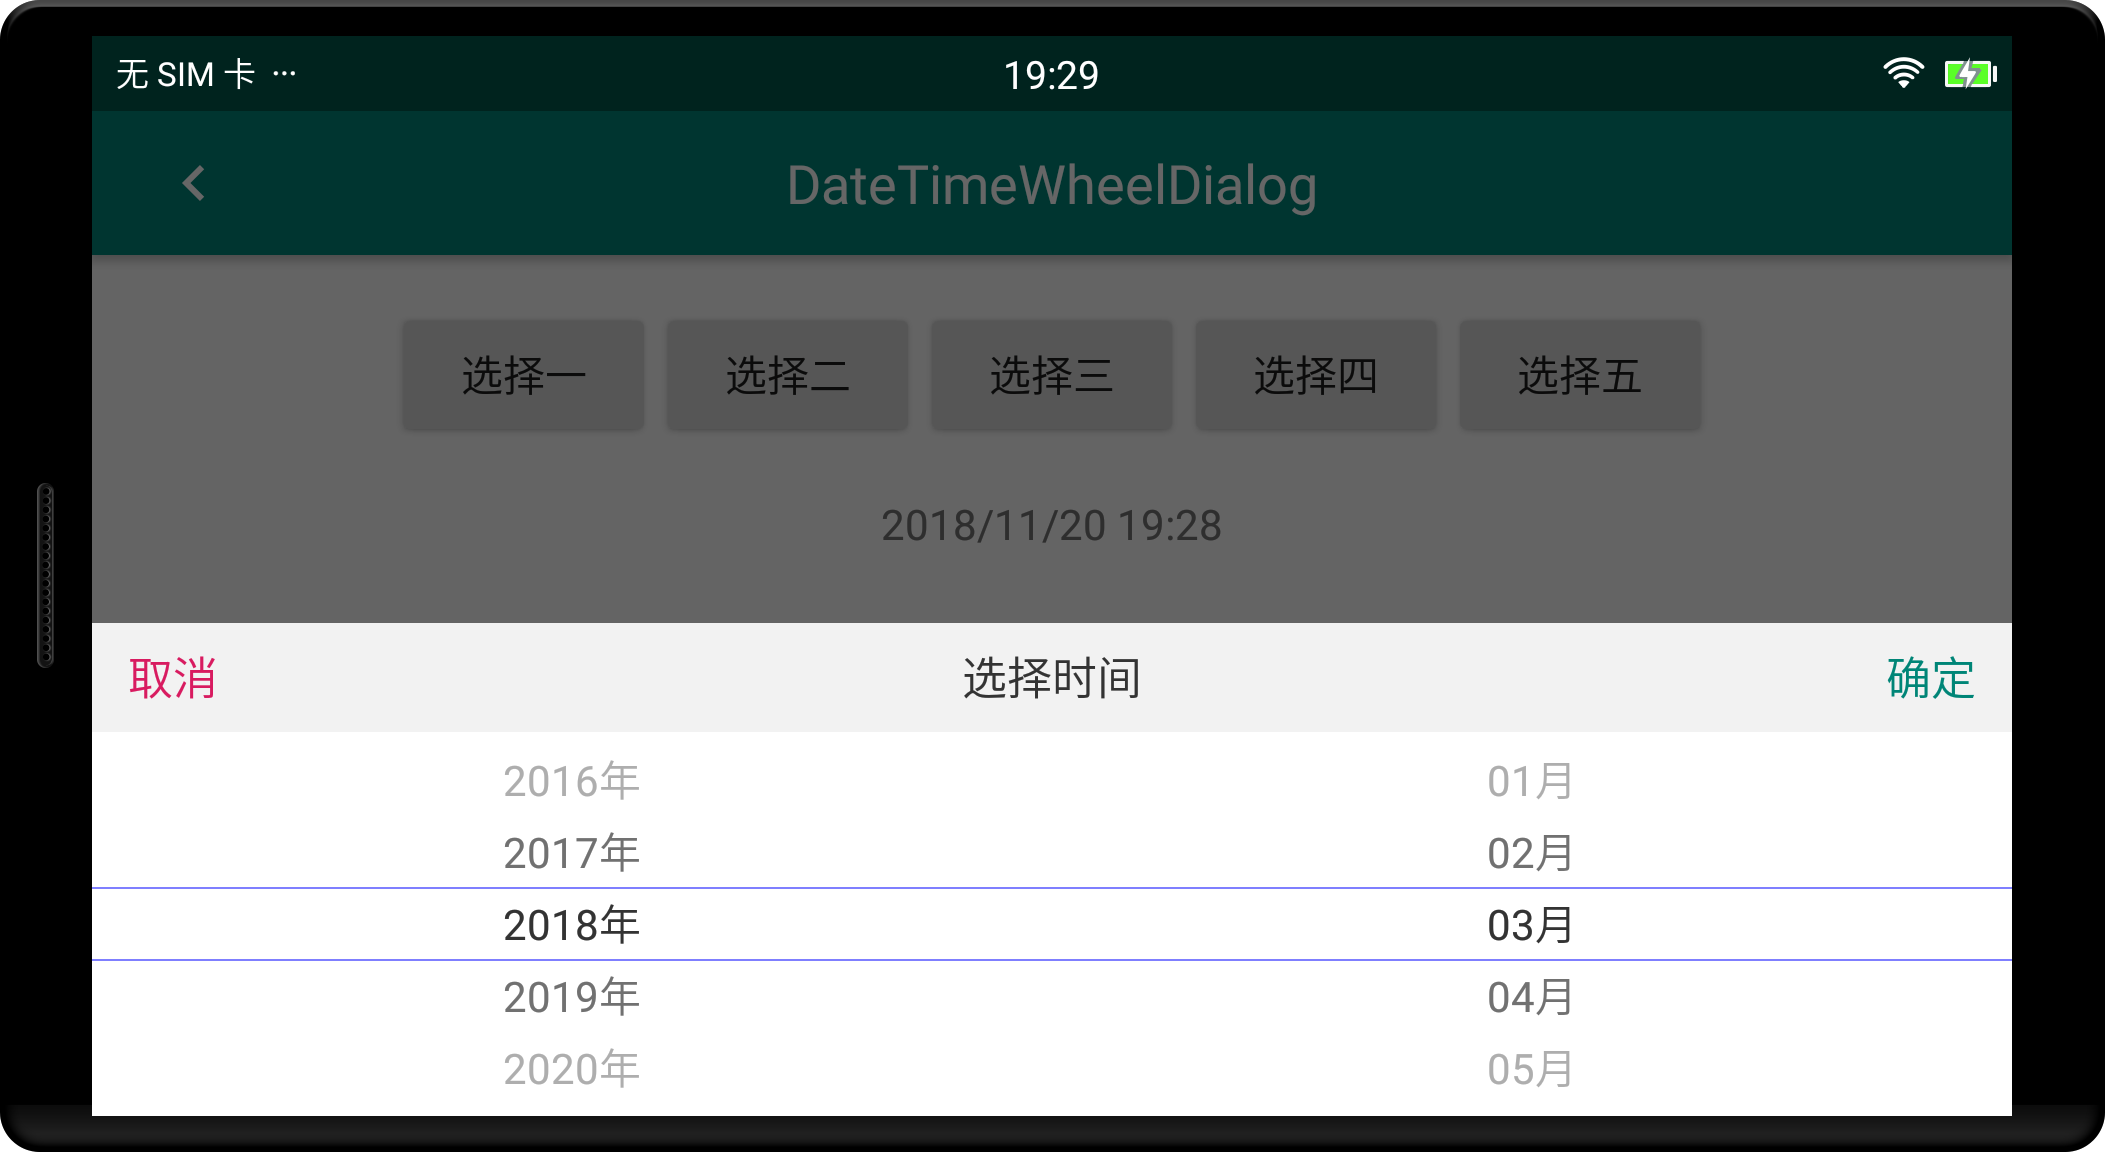 无 SIM 卡 ··· 19:29
DateTimeWheelDialog
选择一 选择二 选择三 选择四 选择五
2018/11/20 19:28
取消 选择时间 确定
2016年 01月
2017年 02月
2018年 03月
2019年 04月
2020年 05月